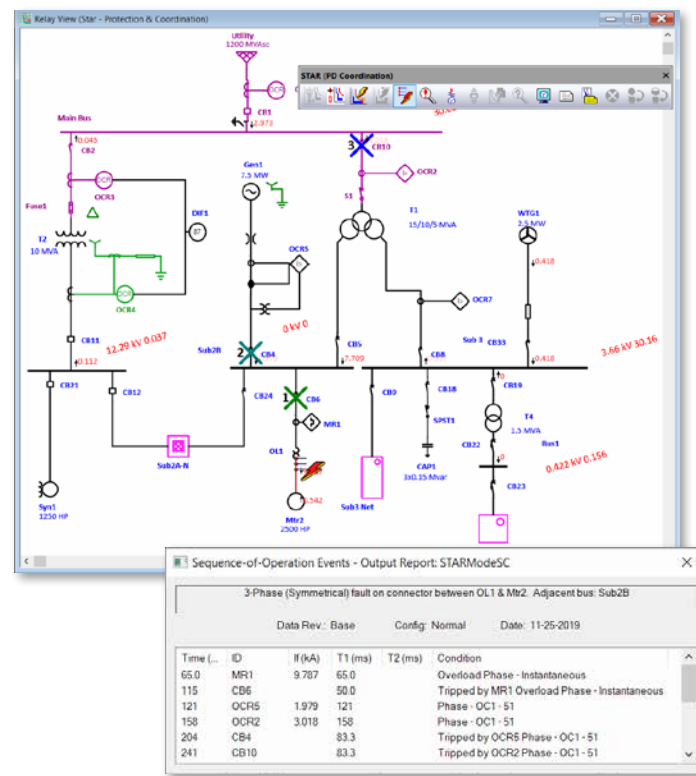 Relay View (Star - Protection & Coordination)
Utility
1200 MVAsc
STAR (PD Coordination)
OCR
CB1
2.973
Main Bus
0.045
CB2
3
CB10
Gen1
7.5 MW
OCR
OCR3
OCR2
Fuse1
S1
DIF1
87
T1
15/10/5 MVA
WTG1
2.5 MW
T2
10 MVA
OCR5
0.418
OCR
OCR4
OCR7
0 kV 0
CB11
12.29 kV 0.037
Sub2B
2
CB4
CB5
Sub 3
CB33
3.66 kV 30.16
0.112
7.709
CB8
0.418
CB21
CB12
CB24
1
CB6
CB9
CB18
0
CB19
MR1
SPST1
T4
1.5 MVA
OL1
CB22
Bus1
Sub2A-N
CAP1
3x0.15 Mvar
0
0.422 kV 0.156
CB23
Syn1
1250 HP
Mtr2
2500 HP
Sub3 Net
Sequence-of-Operation Events - Output Report: STARModeSC
3-Phase (Symmetrical) fault on connector between OL1 & Mtr2. Adjacent bus: Sub2B
Data Rev.: Base Config: Normal Date: 11-25-2019
Time (... ID If (kA) T1 (ms) T2 (ms) Condition
65.0 MR1 9.787 65.0 Overload Phase - Instantaneous
115 CB6 50.0 Tripped by MR1 Overload Phase - Instantaneous
121 OCR5 1.979 121 Phase - OC1 - 51
158 OCR2 3.018 158 Phase - OC1 - 51
204 CB4 83.3 Tripped by OCR5 Phase - OC1 - 51
241 CB10 83.3 Tripped by OCR2 Phase - OC1 - 51